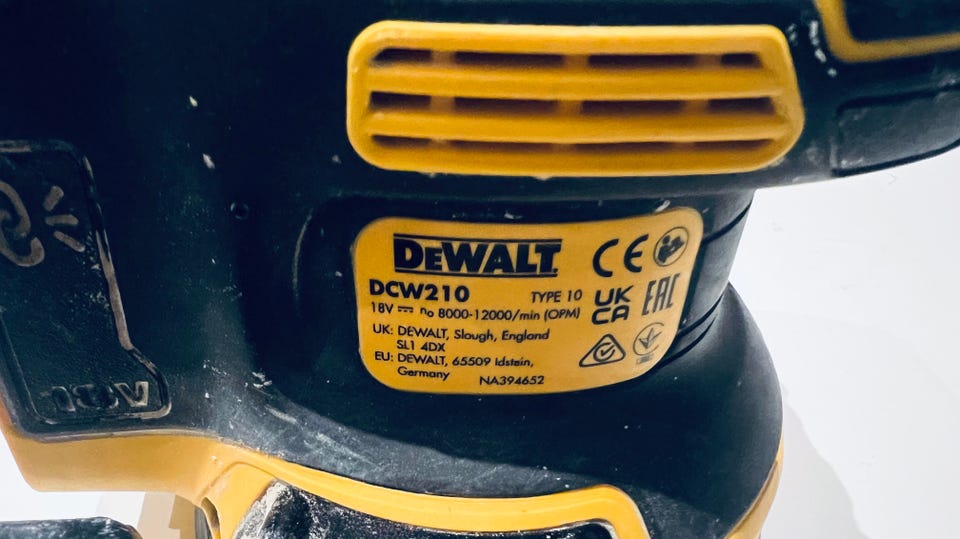 DEWALT
DCW210 TYPE 10
18V ⎓ n₀ 8000-12000/min (OPM)
UK: DEWALT, Slough, England
SL1 4DX
EU: DEWALT, 65509 Idstein,
Germany NA394652
CE
UK
CA
EAC
18V